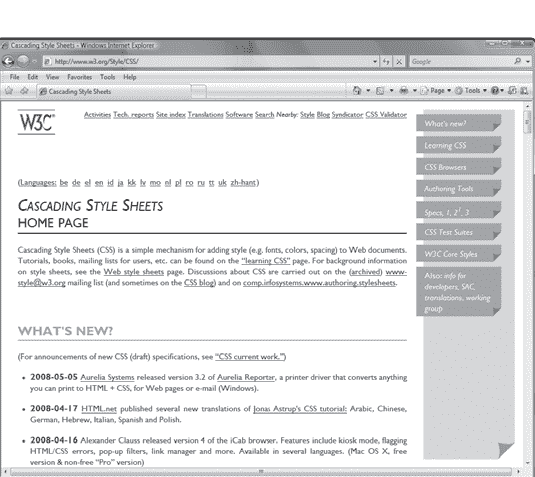 Cascading Style Sheets - Windows Internet Explorer
http://www.w3.org/Style/CSS/
Google
File Edit View Favorites Tools Help
Cascading Style Sheets
Page Tools
W3C
Activities Tech. reports Site index Translations Software Search Nearby: Style Blog Syndicator CSS Validator
(Languages: be de el en id ja kk lv mo nl pl ro ru tt uk zh-hant)
CASCADING STYLE SHEETS
HOME PAGE
Cascading Style Sheets (CSS) is a simple mechanism for adding style (e.g. fonts, colors, spacing) to Web documents.
Tutorials, books, mailing lists for users, etc. can be found on the "learning CSS" page. For background information
on style sheets, see the Web style sheets page. Discussions about CSS are carried out on the (archived) www-
style@w3.org mailing list (and sometimes on the CSS blog) and on comp.infosystems.www.authoring.stylesheets.
WHAT'S NEW?
(For announcements of new CSS (draft) specifications, see "CSS current work.")
• 2008-05-05 Aurelia Systems released version 3.2 of Aurelia Reporter, a printer driver that converts anything
you can print to HTML + CSS, for Web pages or e-mail (Windows).
• 2008-04-17 HTML.net published several new translations of Jonas Astrup's CSS tutorial: Arabic, Chinese,
German, Hebrew, Italian, Spanish and Polish.
• 2008-04-16 Alexander Clauss released version 4 of the iCab browser. Features include kiosk mode, flagging
HTML/CSS errors, pop-up filters, link manager and more. Available in several languages. (Mac OS X, free
version & non-free "Pro" version)
What's new?
Learning CSS
CSS Browsers
Authoring Tools
Specs, 1, 2¹, 3
CSS Test Suites
W3C Core Styles
Also: info for
developers, SAC,
translations, working
group